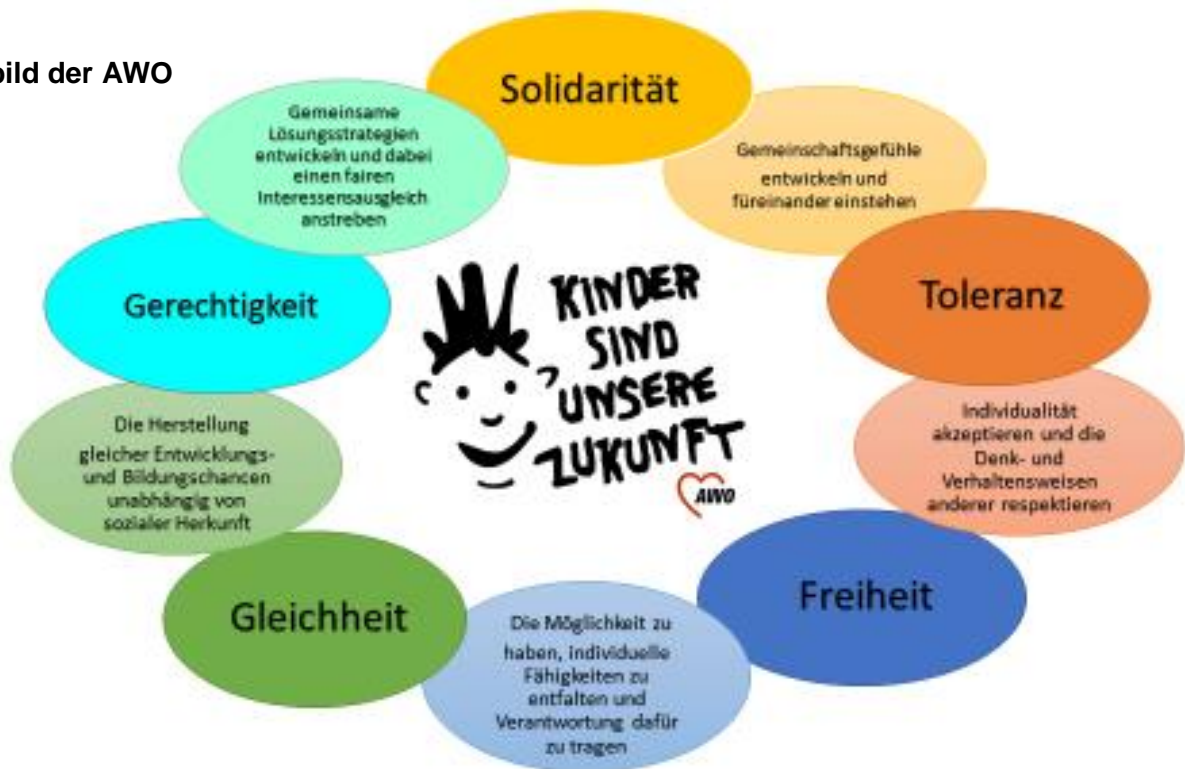 bild der AWO
Solidarität
Gemeinschaftsgefühle
entwickeln und
füreinander einstehen
Toleranz
Individualität
akzeptieren und die
Denk- und
Verhaltensweisen
anderer respektieren
Freiheit
Die Möglichkeit zu
haben, individuelle
Fähigkeiten zu
entfalten und
Verantwortung dafür
zu tragen
Gleichheit
Die Herstellung
gleicher Entwicklungs-
und Bildungschancen
unabhängig von
sozialer Herkunft
Gerechtigkeit
Gemeinsame
Lösungsstrategien
entwickeln und dabei
einen fairen
Interessensausgleich
anstreben
KINDER
SIND
UNSERE
ZUKUNFT
AWO